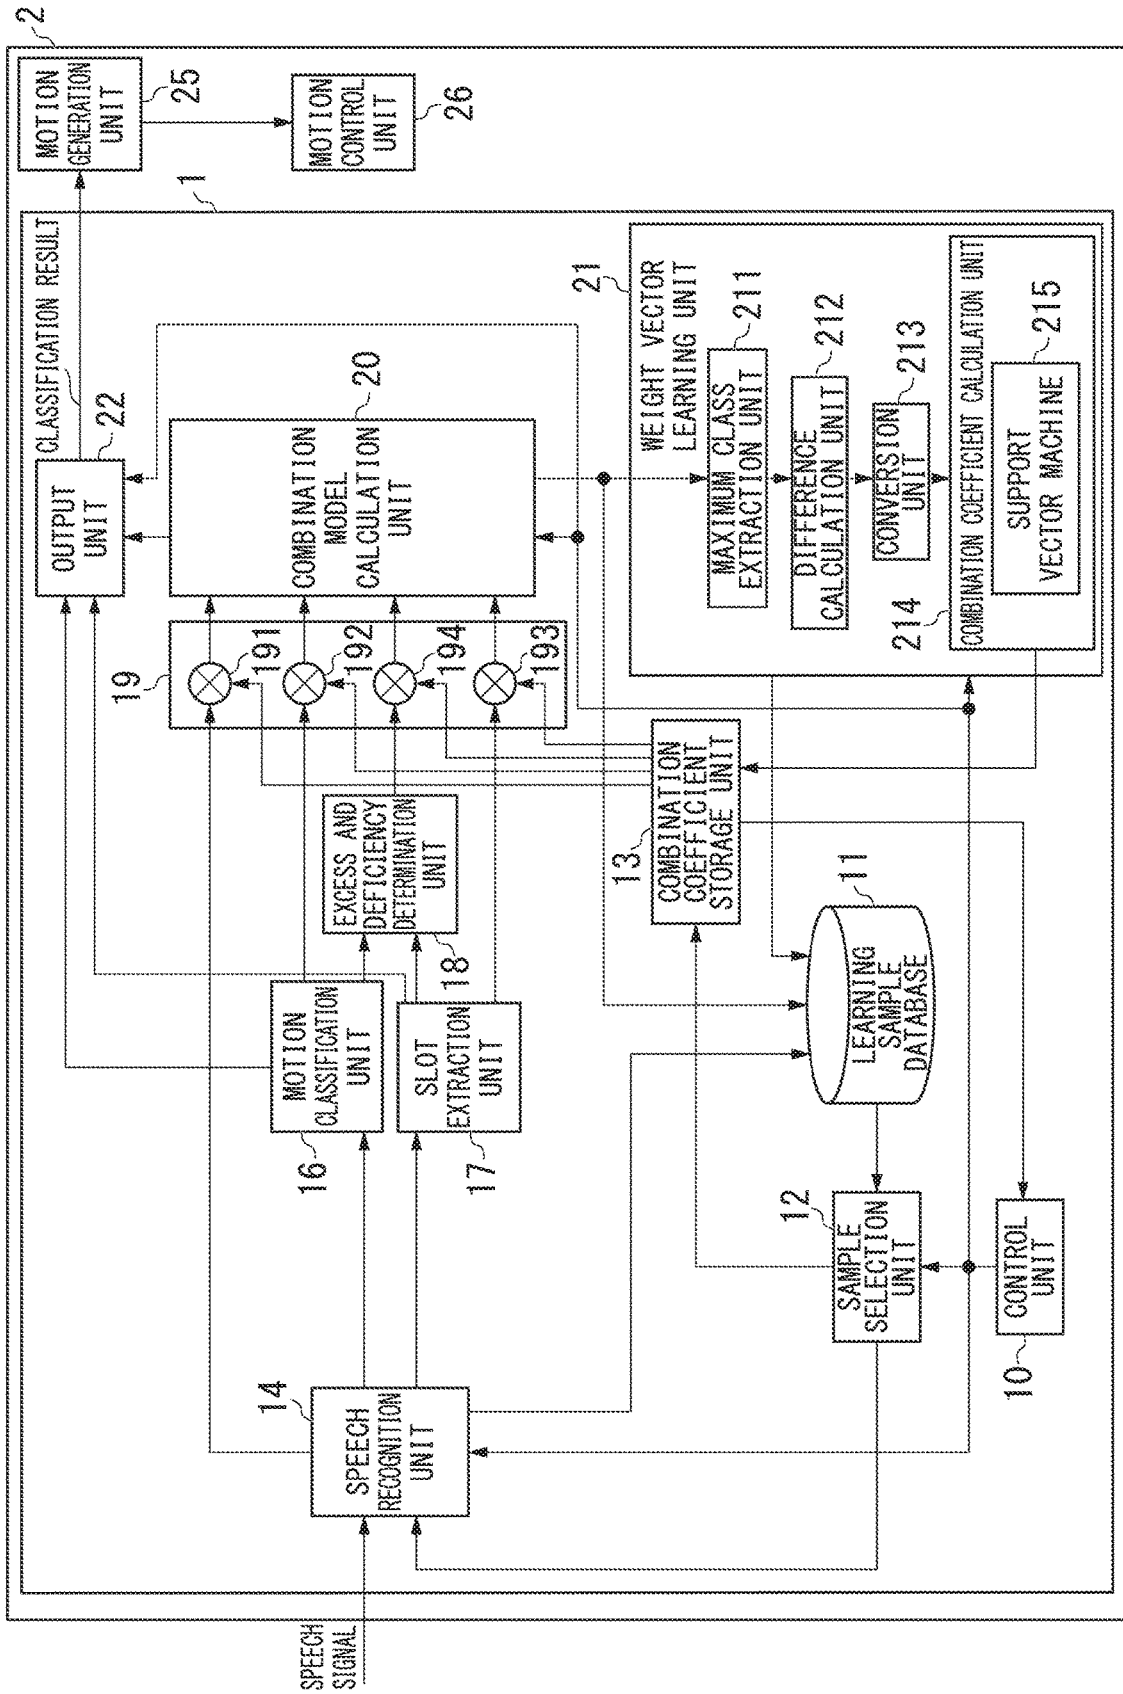 2
MOTION
GENERATION
UNIT
25
MOTION
CONTROL
UNIT
26
1
CLASSIFICATION RESULT
OUTPUT
UNIT
22
COMBINATION
MODEL
CALCULATION
UNIT
20
19
191
192
194
193
WEIGHT VECTOR
LEARNING UNIT
21
MAXIMUM CLASS
EXTRACTION UNIT
211
DIFFERENCE
CALCULATION UNIT
212
CONVERSION
UNIT
213
COMBINATION COEFFICIENT CALCULATION UNIT
214
SUPPORT
VECTOR MACHINE
215
EXCESS AND
DEFICIENCY
DETERMINATION
UNIT
18
COMBINATION
COEFFICIENT
STORAGE UNIT
13
MOTION
CLASSIFICATION
UNIT
16
SLOT
EXTRACTION
UNIT
17
LEARNING
SAMPLE
DATABASE
11
SAMPLE
SELECTION
UNIT
12
CONTROL
UNIT
10
SPEECH
RECOGNITION
UNIT
14
SPEECH
SIGNAL